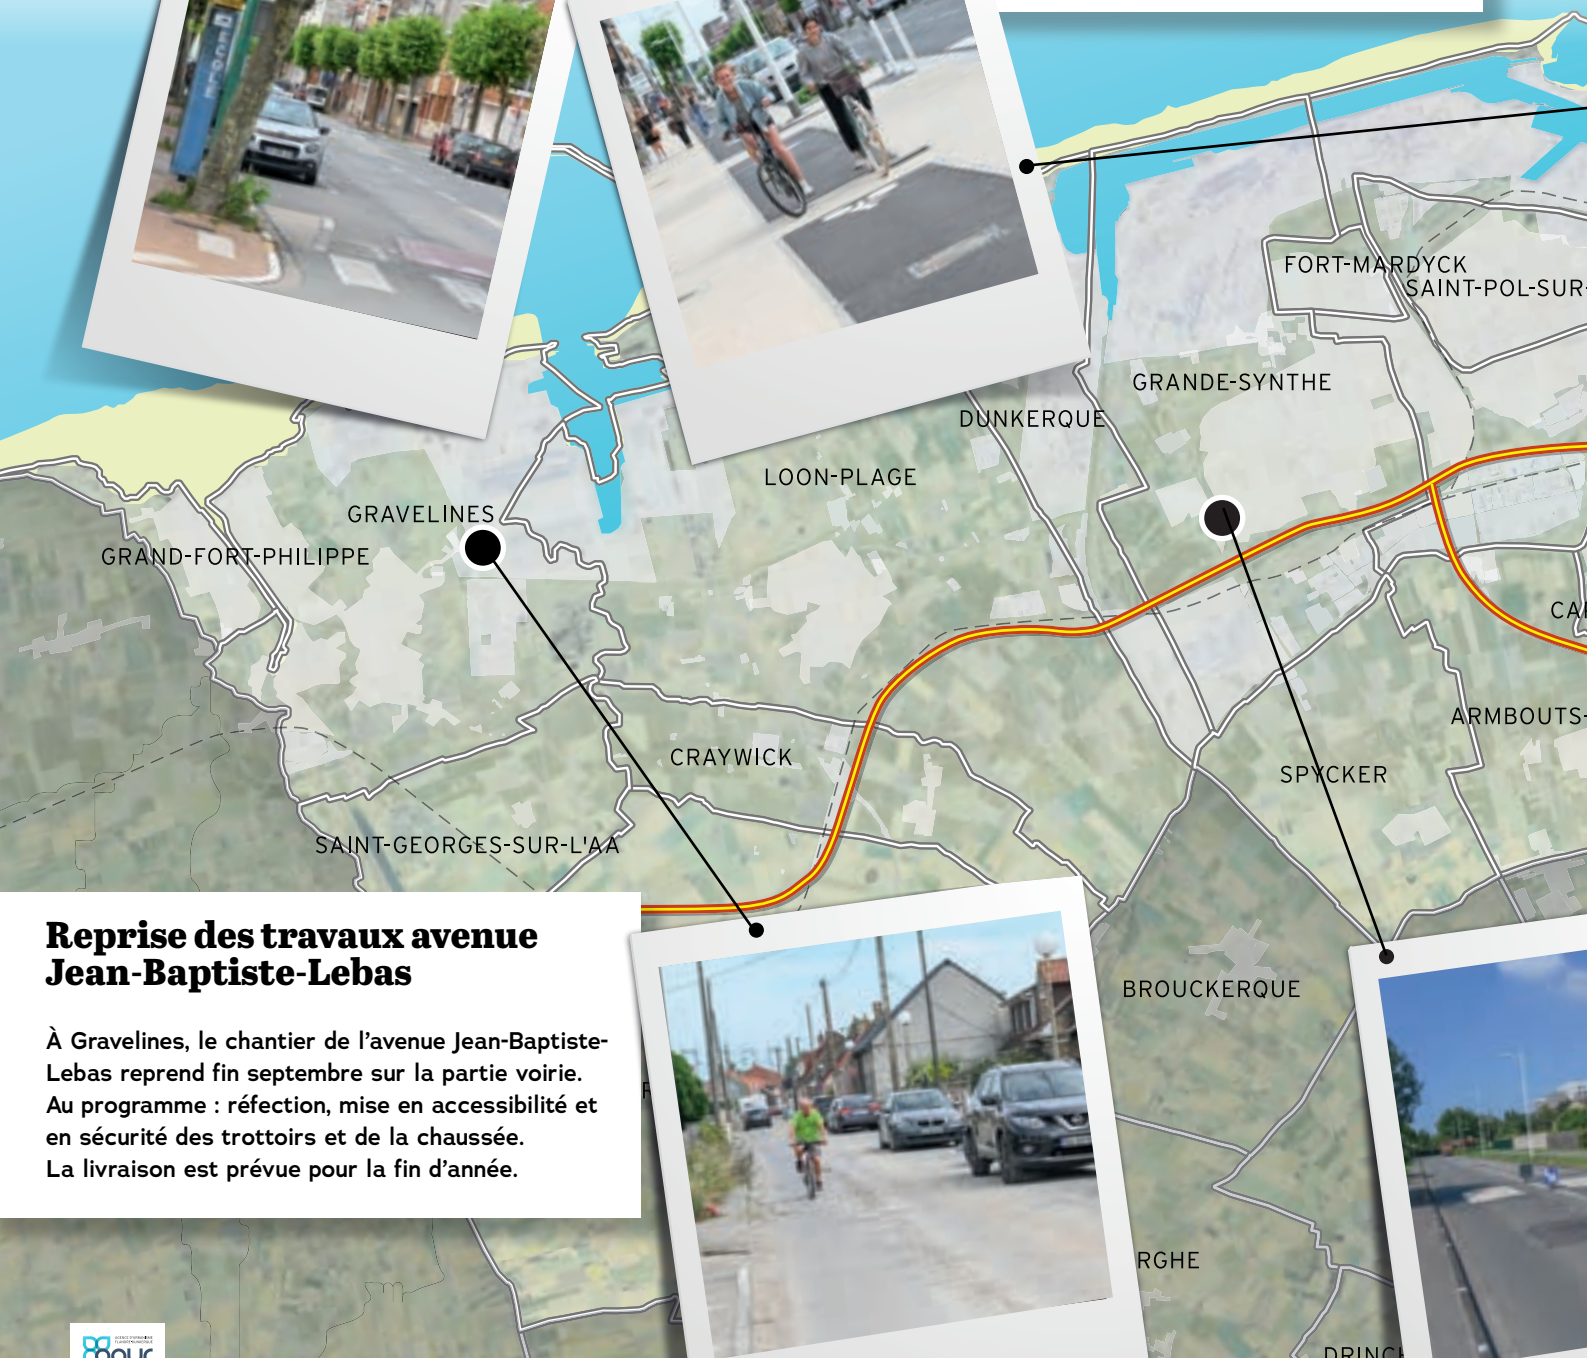 FORT-MARDYCK
SAINT-POL-SUR-
GRANDE-SYNTHE
DUNKERQUE
LOON-PLAGE
GRAVELINES
GRAND-FORT-PHILIPPE
ARMBOUTS-
CRAYWICK
SPYCKER
SAINT-GEORGES-SUR-L'AA
BROUCKERQUE
Reprise des travaux avenue
Jean-Baptiste-Lebas
À Gravelines, le chantier de l'avenue Jean-Baptiste-
Lebas reprend fin septembre sur la partie voirie.
Au programme : réfection, mise en accessibilité et
en sécurité des trottoirs et de la chaussée.
La livraison est prévue pour la fin d'année.
RGHE